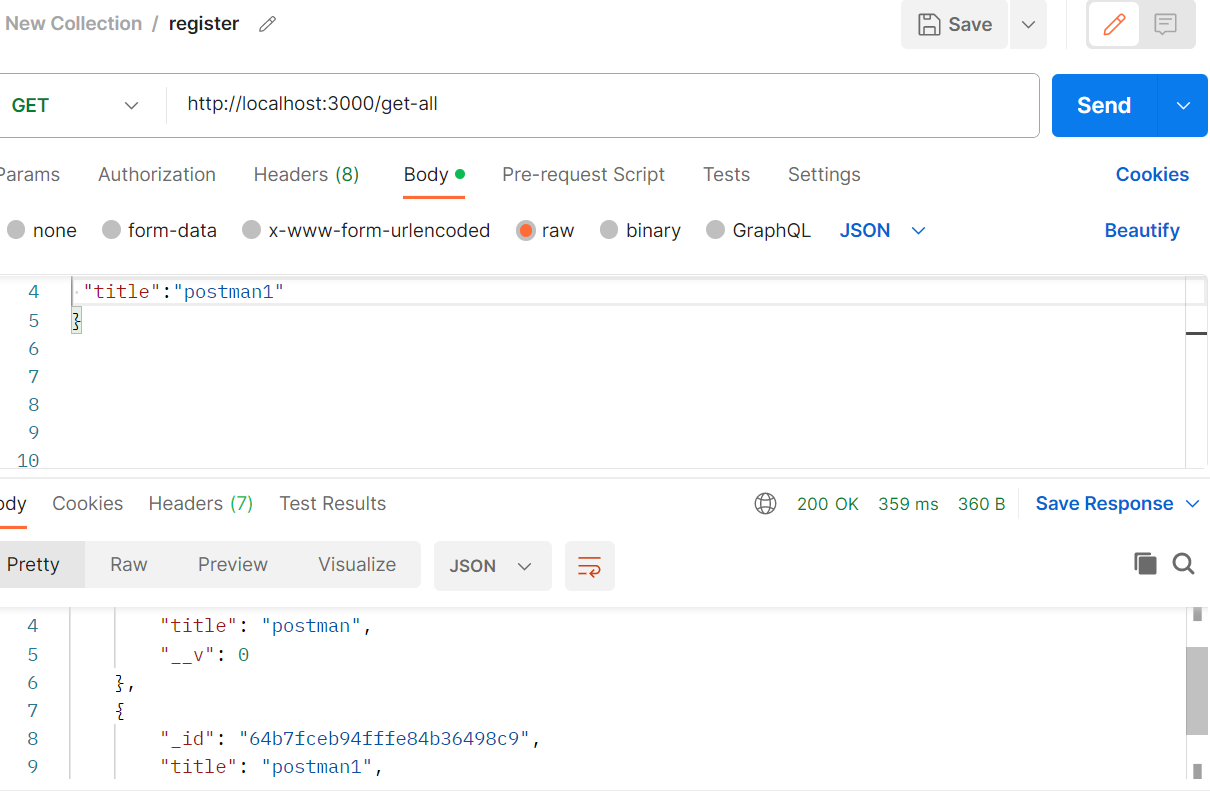 New Collection / register
Save
GET
http://localhost:3000/get-all
Send
Params Authorization Headers (8) Body Pre-request Script Tests Settings Cookies
none form-data x-www-form-urlencoded raw binary GraphQL JSON Beautify
4 "title":"postman1"
5 }
6
7
8
9
10
ody Cookies Headers (7) Test Results 200 OK 359 ms 360 B Save Response
Pretty Raw Preview Visualize JSON
4 "title": "postman",
5 "__v": 0
6 },
7 {
8 "_id": "64b7fceb94fffe84b36498c9",
9 "title": "postman1",